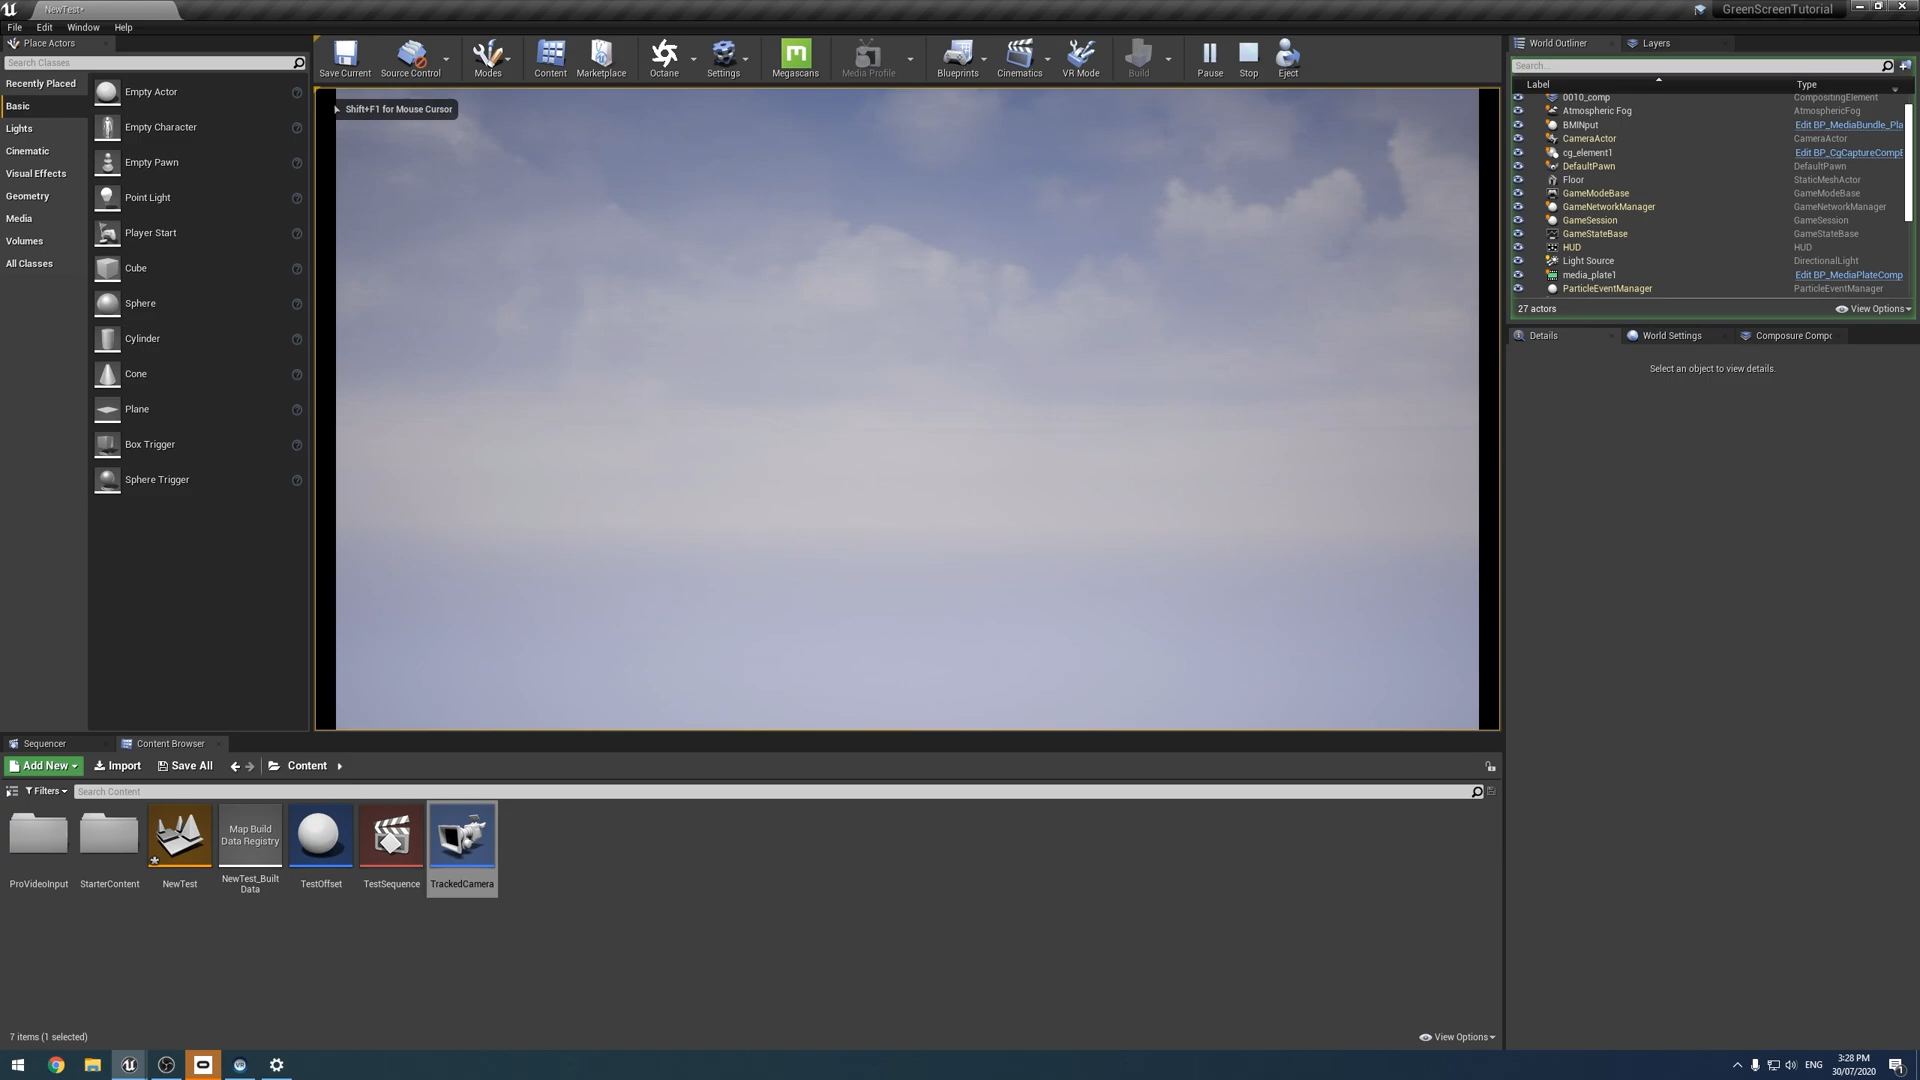 NewTest*
GreenScreenTutorial
File Edit Window Help
Place Actors
Search Classes
Recently Placed
Basic
Lights
Cinematic
Visual Effects
Geometry
Media
Volumes
All Classes
Empty Actor
Empty Character
Empty Pawn
Point Light
Player Start
Cube
Sphere
Cylinder
Cone
Plane
Box Trigger
Sphere Trigger
Save Current Source Control Modes Content Marketplace Octane Settings Megascans Media Profile Blueprints Cinematics VR Mode Build Pause Stop Eject
Shift+F1 for Mouse Cursor
World Outliner Layers
Search...
Label Type
0010_comp CompositingElement
Atmospheric Fog AtmosphericFog
BMINput Edit BP_MediaBundle_Pla
CameraActor CameraActor
cg_element1 Edit BP_CgCaptureCompE
DefaultPawn DefaultPawn
Floor StaticMeshActor
GameModeBase GameModeBase
GameNetworkManager GameNetworkManager
GameSession GameSession
GameStateBase GameStateBase
HUD HUD
Light Source DirectionalLight
media_plate1 Edit BP_MediaPlateComp
ParticleEventManager ParticleEventManager
27 actors View Options
Details World Settings Composure Compo
Select an object to view details.
Sequencer Content Browser
Add New Import Save All Content
Filters Search Content
Map Build
Data Registry
ProVideoInput StarterContent NewTest NewTest_Built
Data TestOffset TestSequence TrackedCamera
7 items (1 selected) View Options
ENG 3:28 PM
30/07/2020